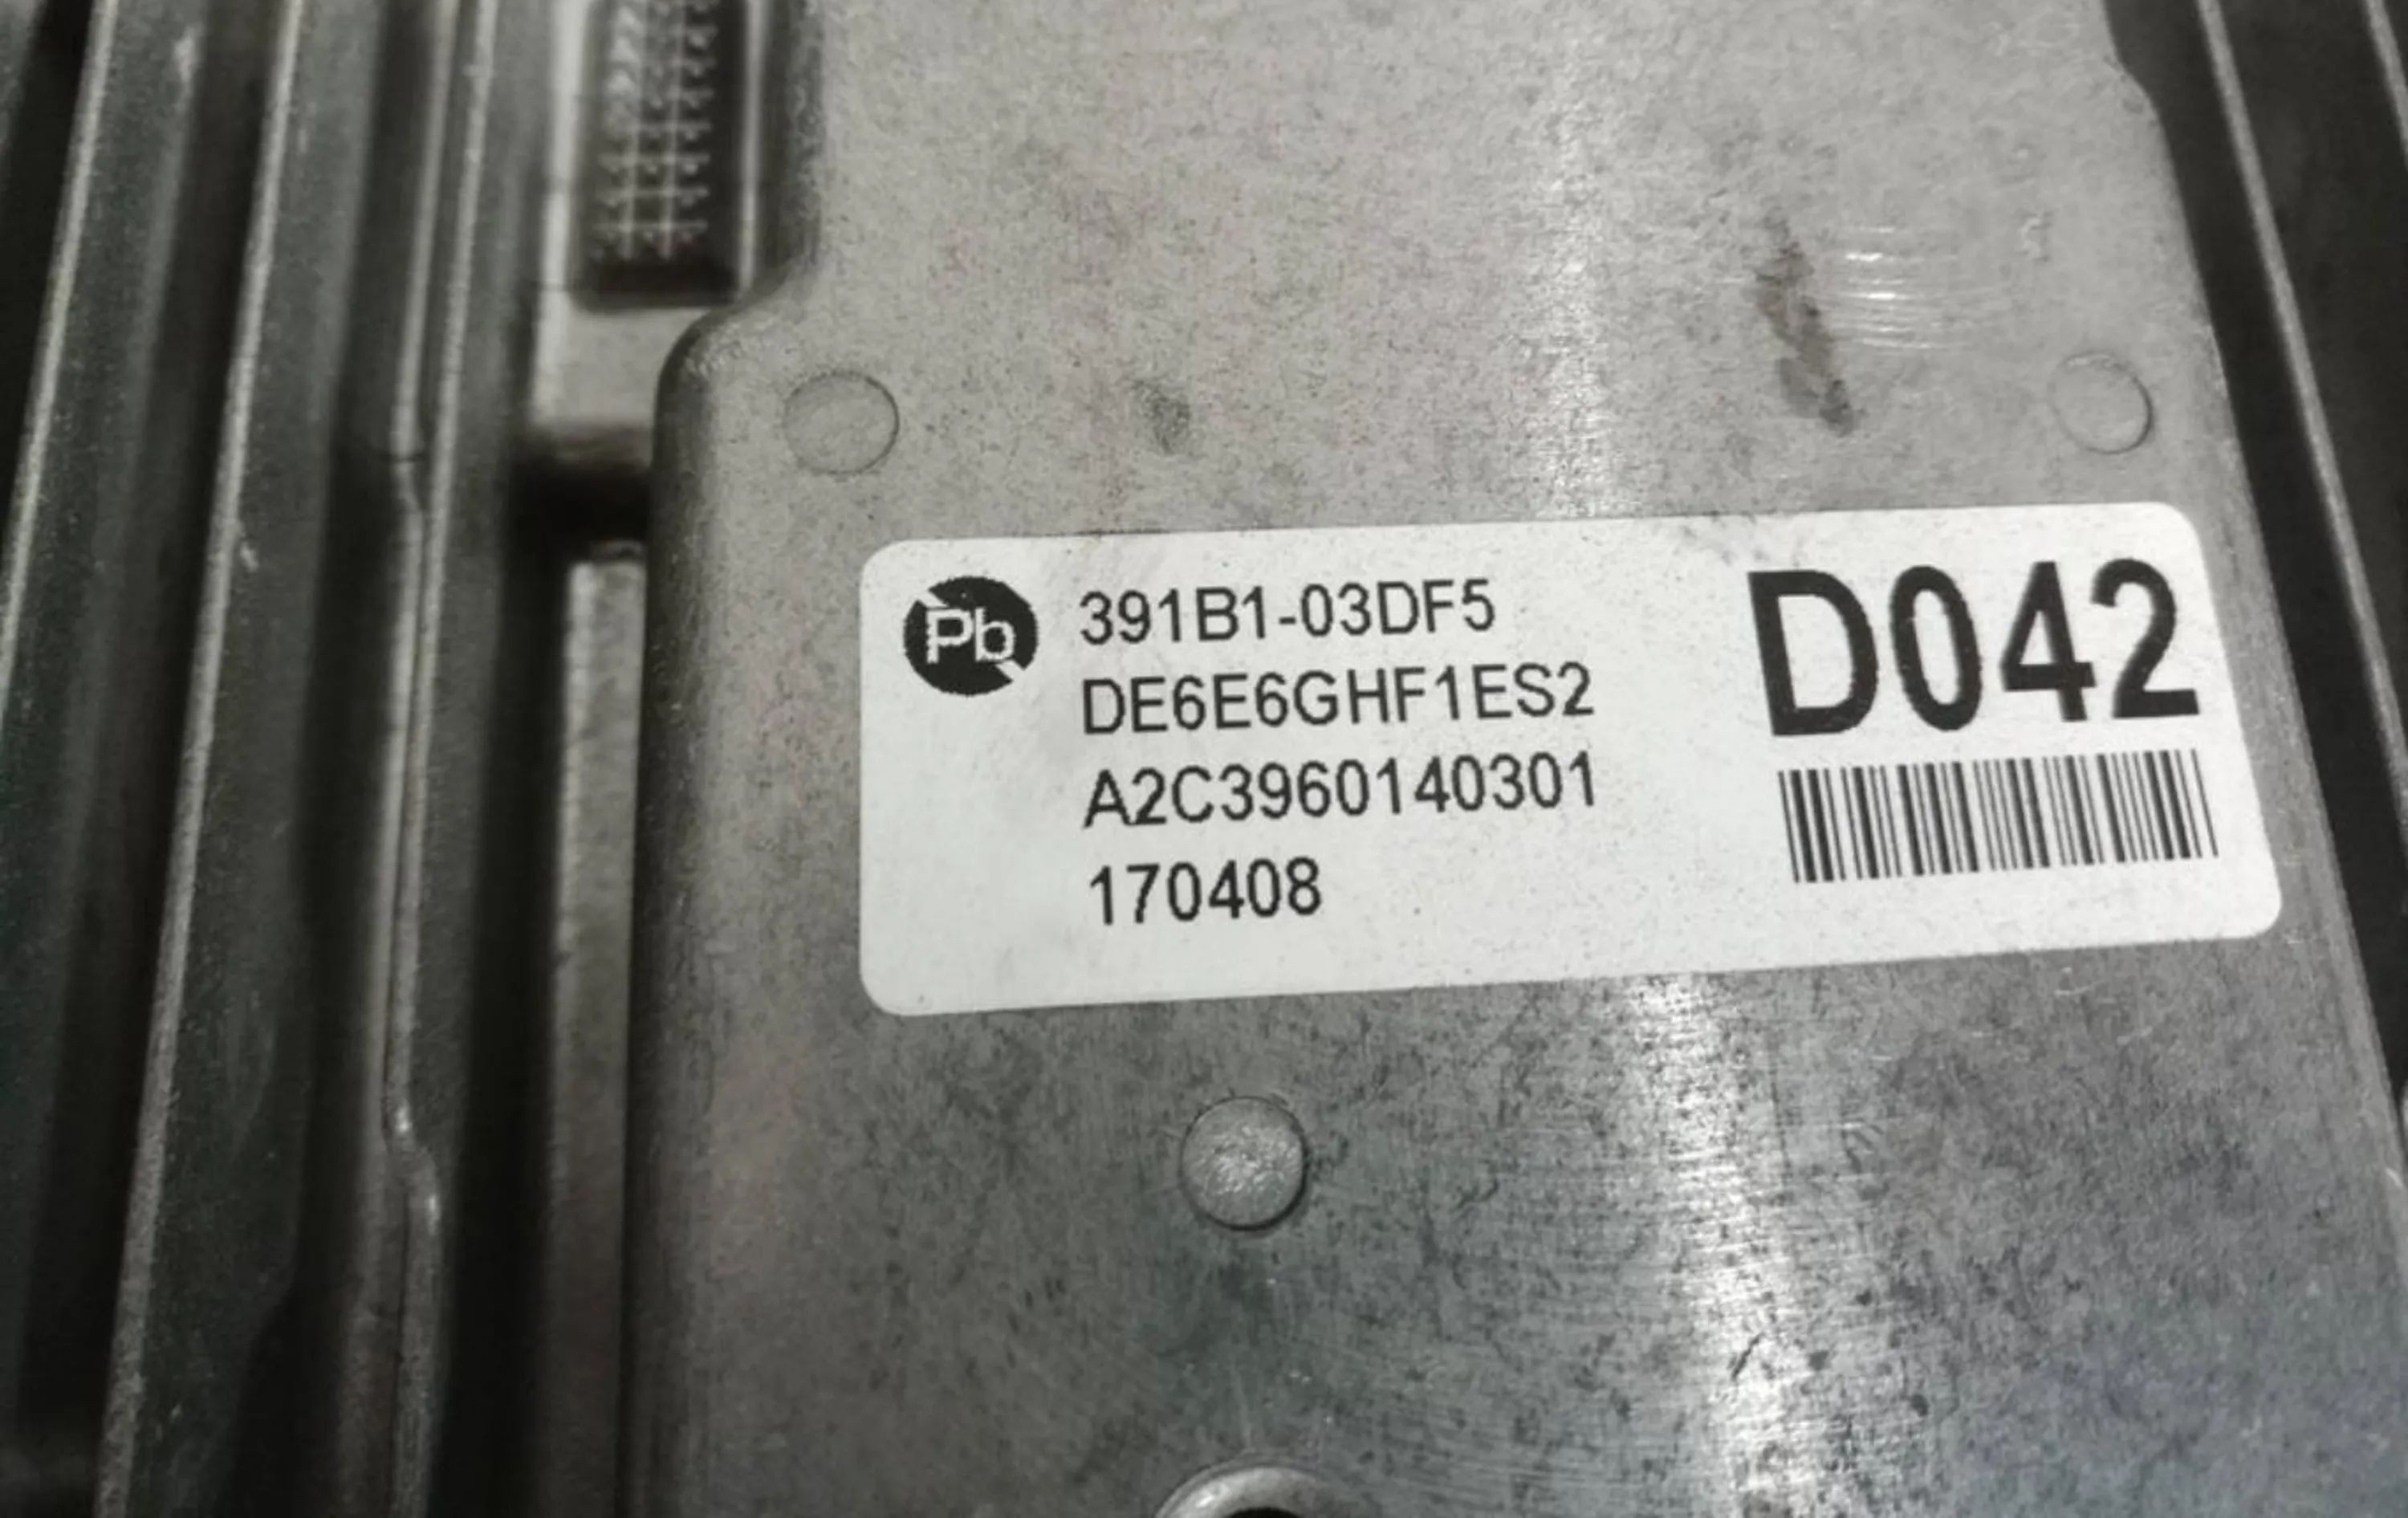 Pb
391B1-03DF5
DE6E6GHF1ES2
A2C3960140301
170408
D042